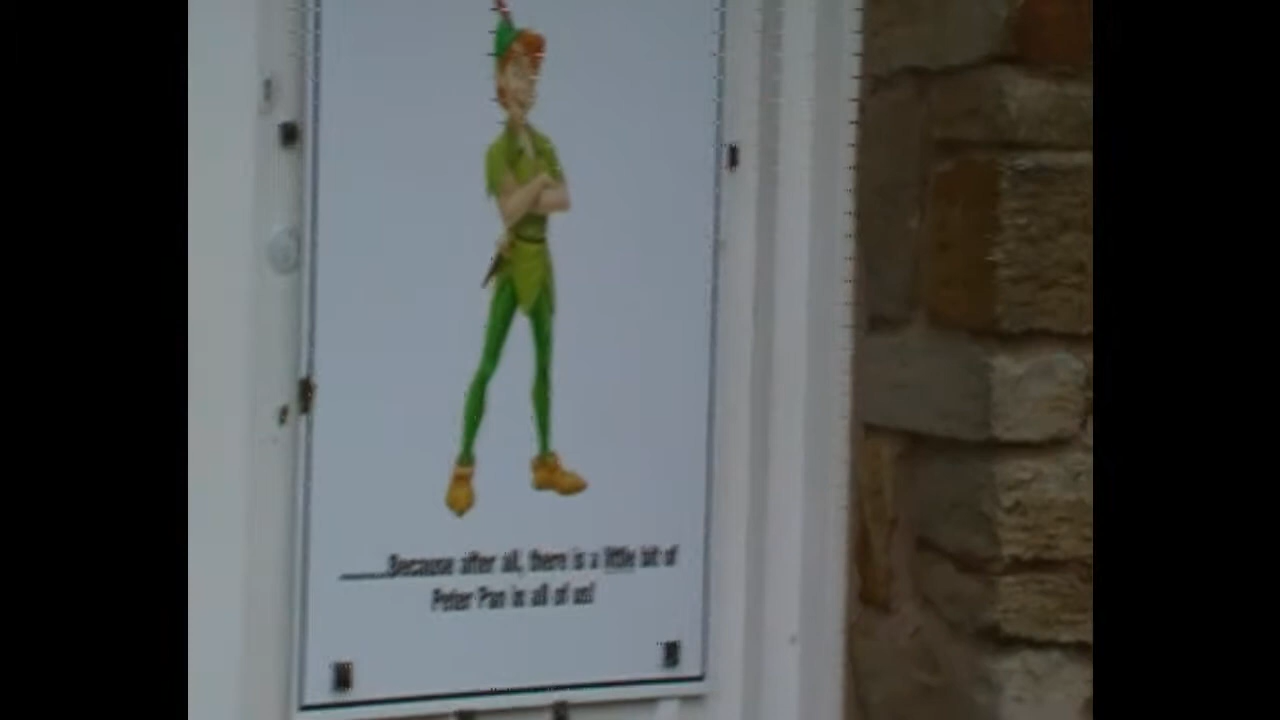 ......Because after all, there is a little bit of
Peter Pan in all of us!